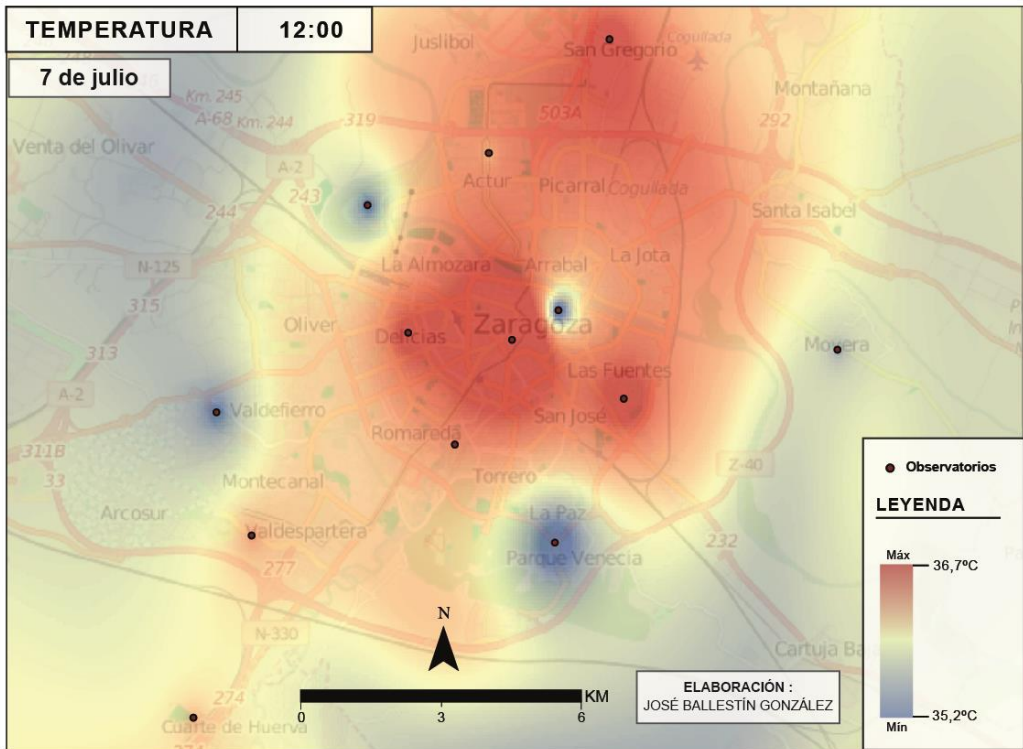 TEMPERATURA 12:00
7 de julio
Juslibol
San Gregorio
Cogullada
Montañana
Km. 245
A-68 Km. 244
319
503A
292
Venta del Olivar
A-2
243
Actur
Picarral
Cogullada
244
Santa Isabel
N-125
La Almozara
Arrabal
La Jota
315
Oliver
Delicias
Zaragoza
Movera
313
Las Fuentes
A-2
Valdefierro
San José
Romareda
311B
33
Montecanal
Torrero
Z-40
Arcosur
La Paz
Valdespartera
Parque Venecia
232
277
N-330
Cartuja Ba
274
Cuarte de Huerva
N
KM
0 3 6
ELABORACIÓN :
JOSÉ BALLESTÍN GONZÁLEZ
Observatorios
LEYENDA
Máx
36,7ºC
35,2ºC
Mín